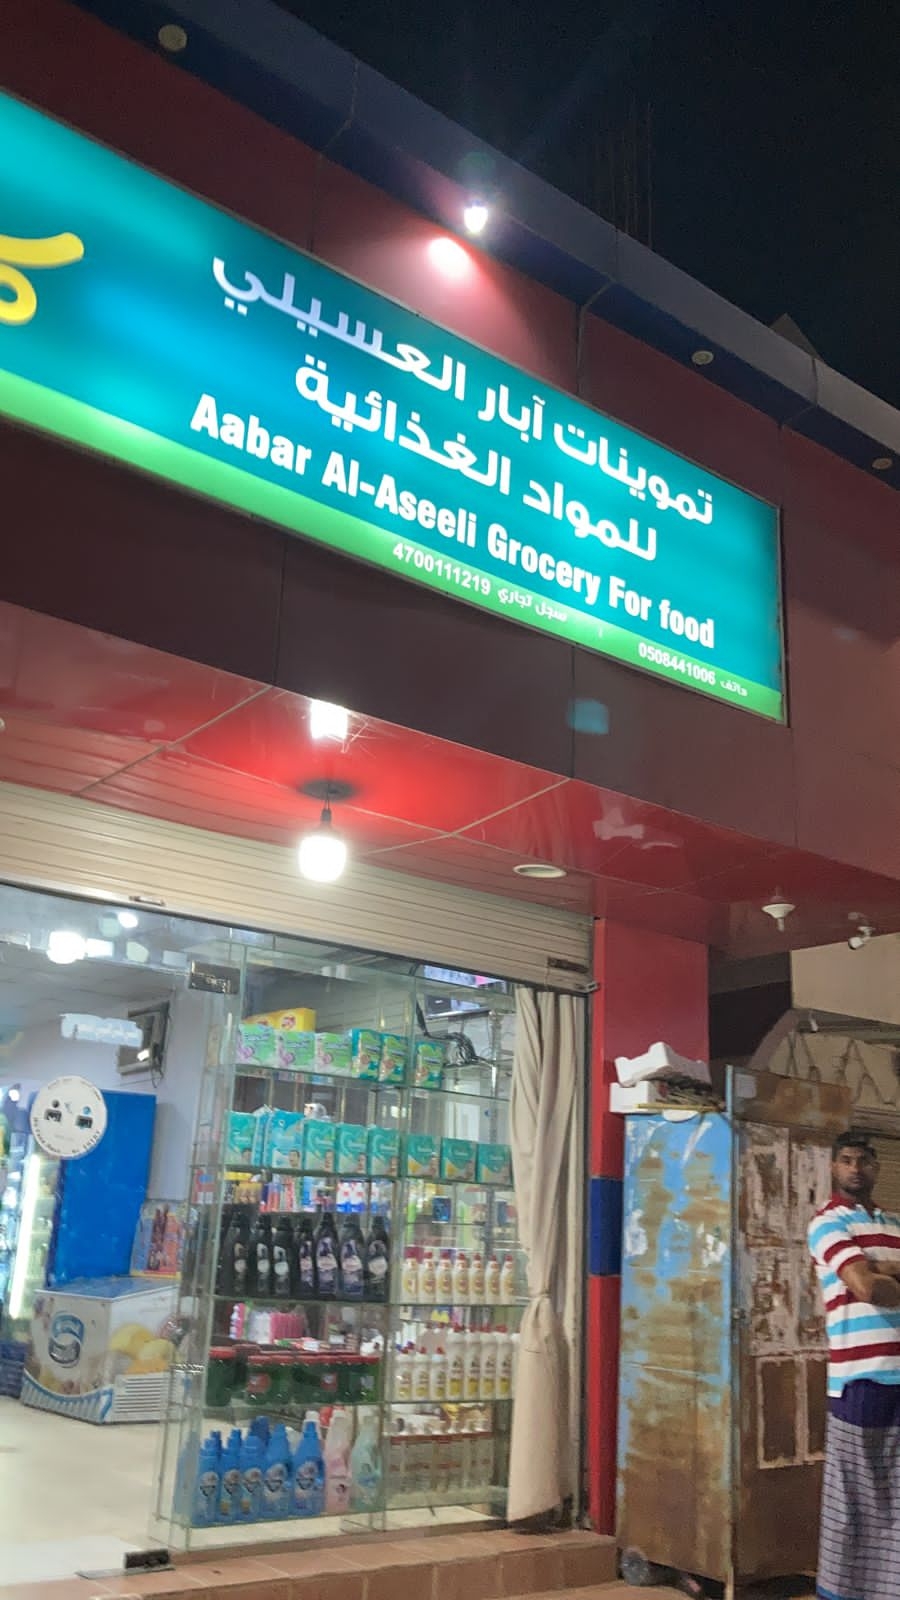 تموينات آبار العسيلي
للمواد الغذائية
Aabar Al-Aseeli Grocery For food
4700111219 سجل تجاري
هاتف 0508441006